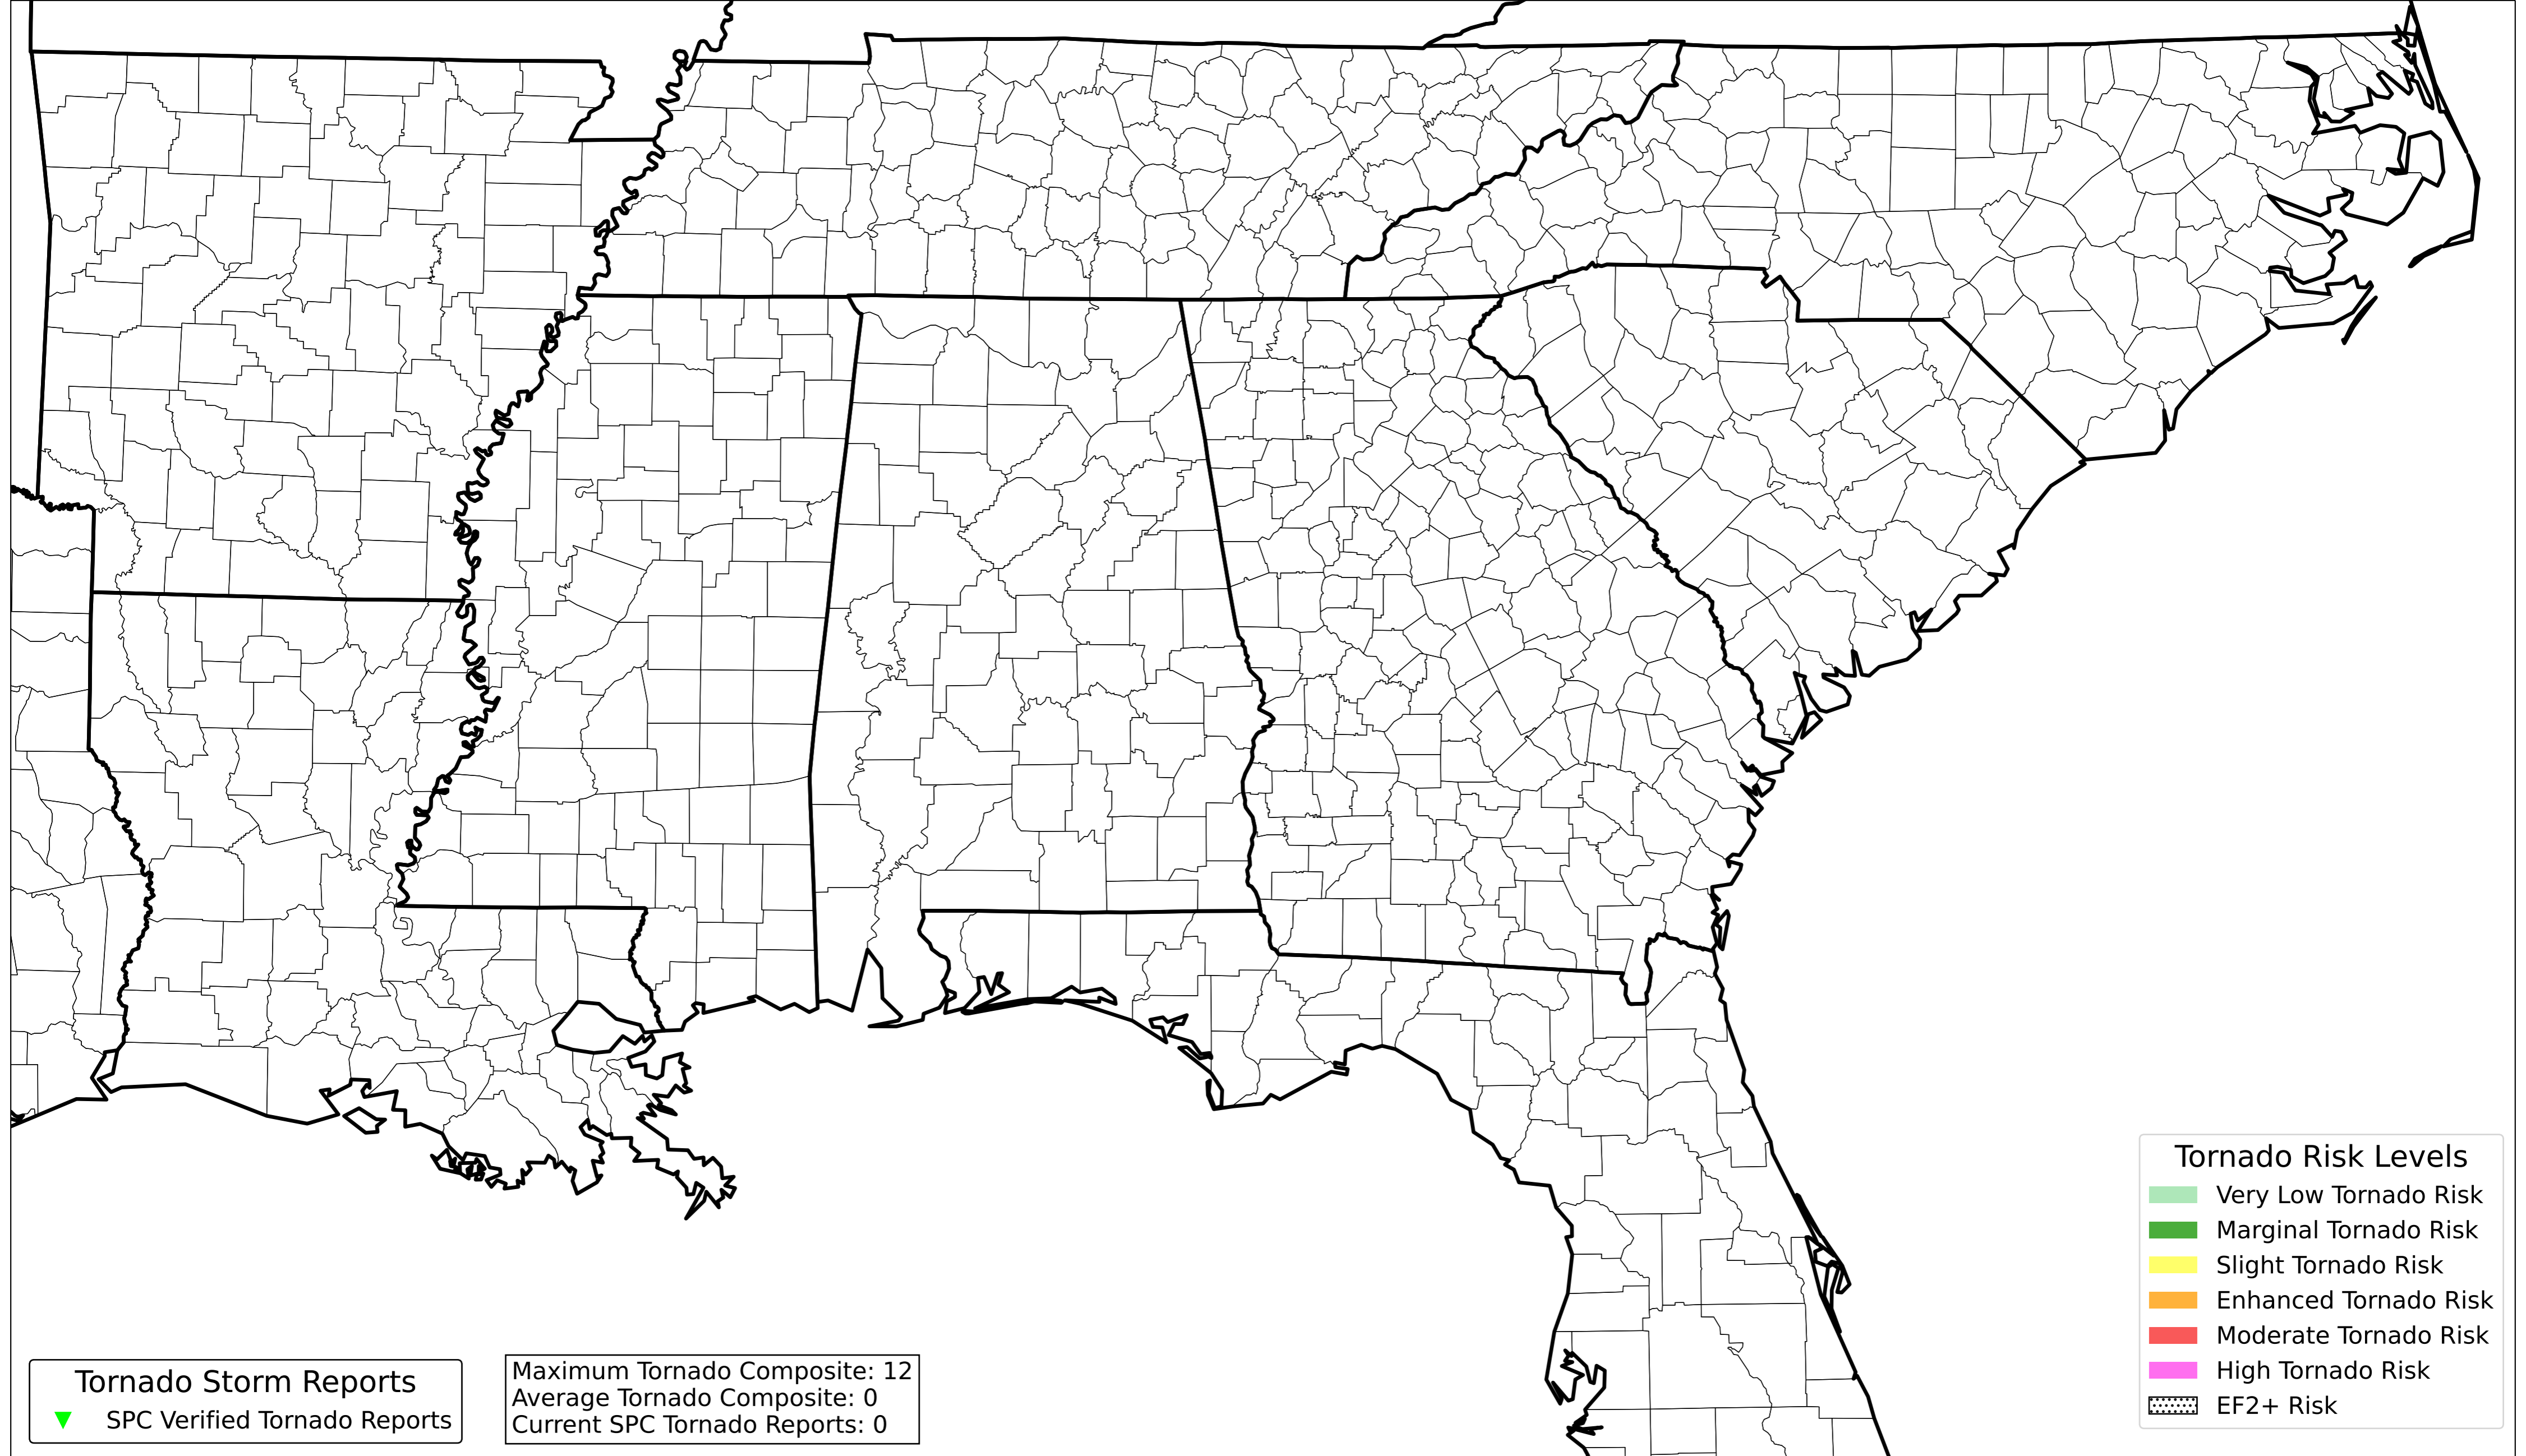 Tornado Storm Reports
SPC Verified Tornado Reports
Maximum Tornado Composite: 12
Average Tornado Composite: 0
Current SPC Tornado Reports: 0
Tornado Risk Levels
Very Low Tornado Risk
Marginal Tornado Risk
Slight Tornado Risk
Enhanced Tornado Risk
Moderate Tornado Risk
High Tornado Risk
EF2+ Risk